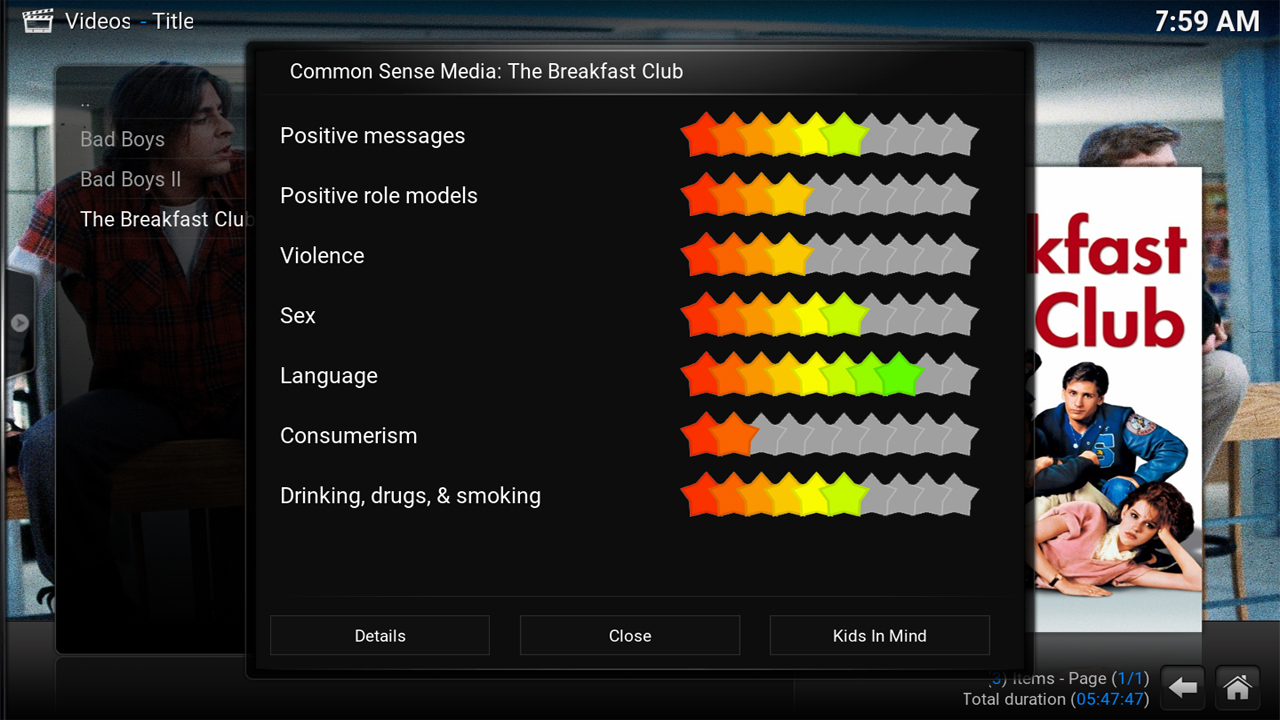 Videos - Title
7:59 AM
Common Sense Media: The Breakfast Club
..
Bad Boys
Bad Boys II
The Breakfast Club
Positive messages
Positive role models
Violence
Sex
Language
Consumerism
Drinking, drugs, & smoking
Details
Close
Kids In Mind
kfast
Club
(3) Items - Page (1/1)
Total duration (05:47:47)